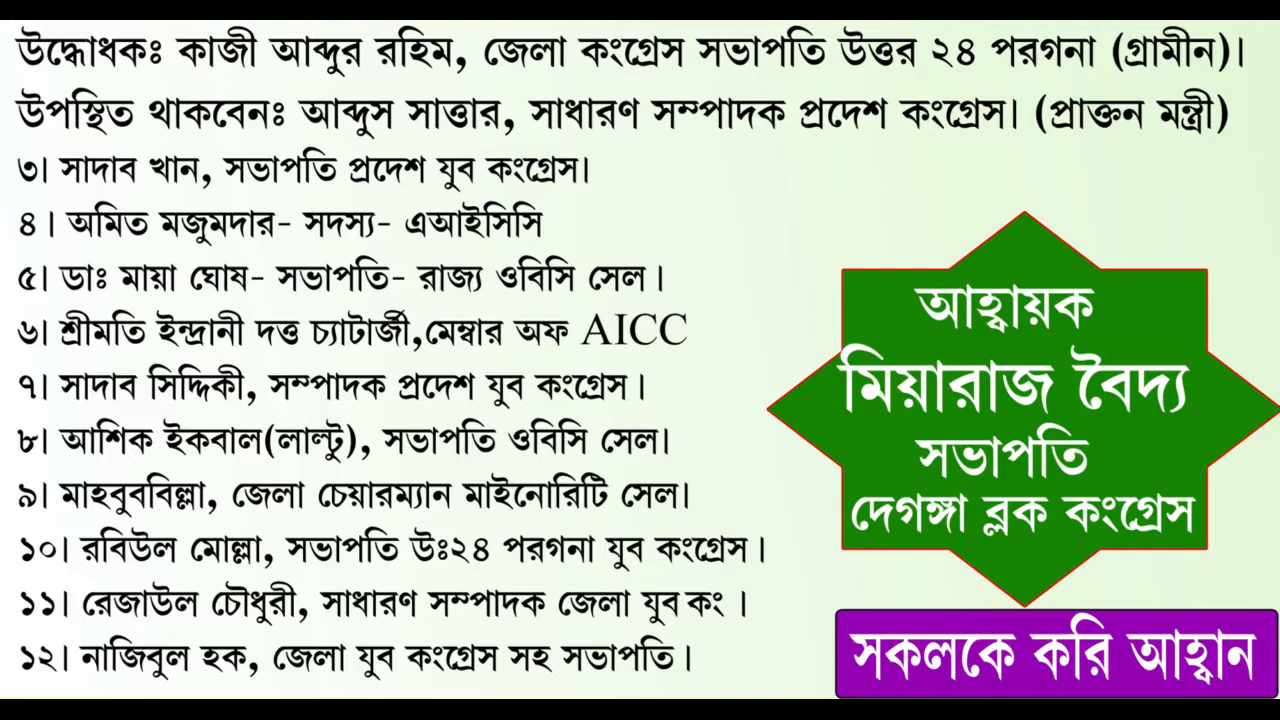 উদ্ধোধকঃ কাজী আব্দুর রহিম, জেলা কংগ্রেস সভাপতি উত্তর ২৪ পরগনা (গ্রামীন)।
উপস্থিত থাকবেনঃ আব্দুস সাত্তার, সাধারণ সম্পাদক প্রদেশ কংগ্রেস। (প্রাক্তন মন্ত্রী)
৩। সাদাব খান, সভাপতি প্রদেশ যুব কংগ্রেস।
৪। অমিত মজুমদার- সদস্য- এআইসিসি
৫। ডাঃ মায়া ঘোষ- সভাপতি- রাজ্য ওবিসি সেল।
৬। শ্রীমতি ইন্দ্রানী দত্ত চ্যাটার্জী,মেম্বার অফ AICC
৭। সাদাব সিদ্দিকী, সম্পাদক প্রদেশ যুব কংগ্রেস।
৮। আশিক ইকবাল(লাল্টু), সভাপতি ওবিসি সেল।
৯। মাহবুববিল্লা, জেলা চেয়ারম্যান মাইনোরিটি সেল।
১০। রবিউল মোল্লা, সভাপতি উঃ২৪ পরগনা যুব কংগ্রেস।
১১। রেজাউল চৌধুরী, সাধারণ সম্পাদক জেলা যুব কং।
১২। নাজিবুল হক, জেলা যুব কংগ্রেস সহ সভাপতি।
আহ্বায়ক
মিয়ারাজ বৈদ্য
সভাপতি
দেগঙ্গা ব্লক কংগ্রেস
সকলকে করি আহ্বান